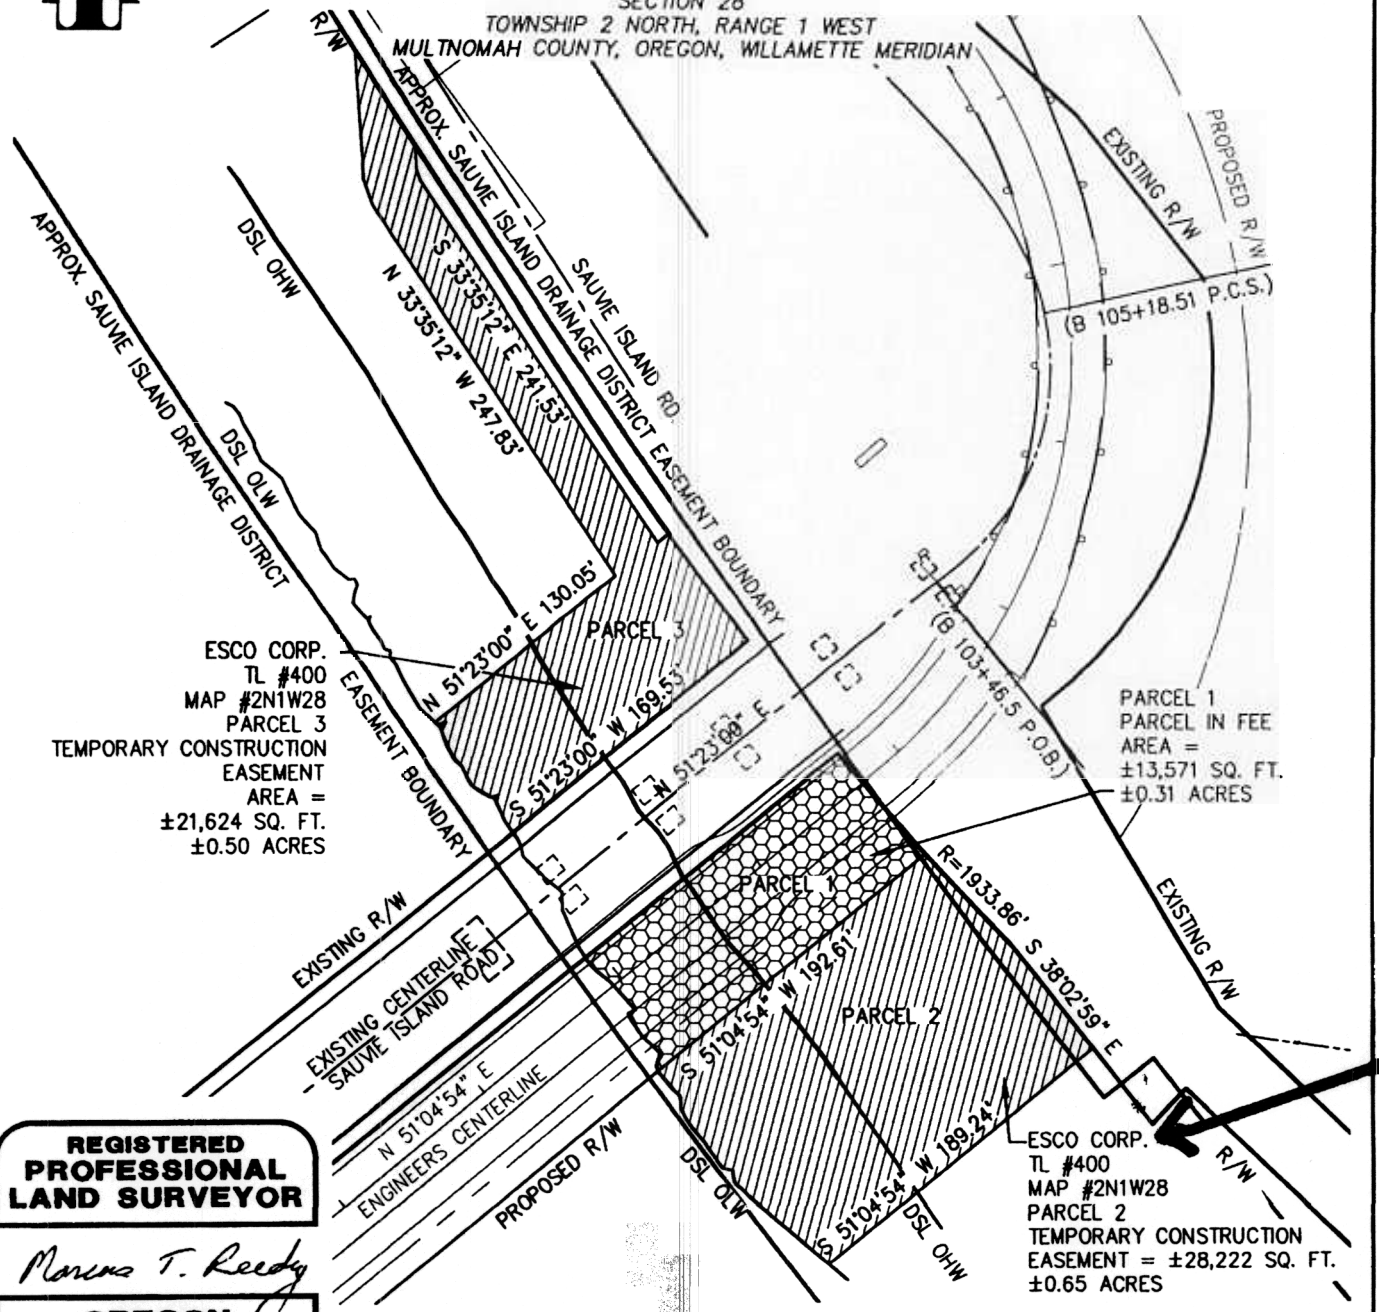 SECTION 28
TOWNSHIP 2 NORTH, RANGE 1 WEST
MULTNOMAH COUNTY, OREGON, WILLAMETTE MERIDIAN
R/W
APPROX. SAUVIE ISLAND DRAINAGE DISTRICT EASEMENT BOUNDARY
SAUVIE ISLAND RD.
EXISTING R/W
PROPOSED R/W
(B 105+18.51 P.C.S.)
APPROX. SAUVIE ISLAND DRAINAGE DISTRICT
EASEMENT BOUNDARY
DSL OHW
DSL OLW
S 33°35'12" E 241.53'
N 33°35'12" W 247.83'
N 51°23'00" E 130.05'
PARCEL 3
S 51°23'00" W 169.53'
ESCO CORP.
TL #400
MAP #2N1W28
PARCEL 3
TEMPORARY CONSTRUCTION
EASEMENT
AREA =
±21,624 SQ. FT.
±0.50 ACRES
N 51°23'00" E
(B 103+46.5 P.O.B.)
PARCEL 1
PARCEL IN FEE
AREA =
±13,571 SQ. FT.
±0.31 ACRES
PARCEL 1
R=1933.86'
S 38°02'59" E
EXISTING R/W
EXISTING R/W
EXISTING CENTERLINE
SAUVIE ISLAND ROAD
S 51°04'54" W 192.61'
PARCEL 2
N 51°04'54" E
ENGINEERS CENTERLINE
PROPOSED R/W
DSL OLW
S 51°04'54" W 189.24'
DSL OHW
R/W
ESCO CORP.
TL #400
MAP #2N1W28
PARCEL 2
TEMPORARY CONSTRUCTION
EASEMENT = ±28,222 SQ. FT.
±0.65 ACRES
REGISTERED
PROFESSIONAL
LAND SURVEYOR
Marcus T. Reedy
OREGON